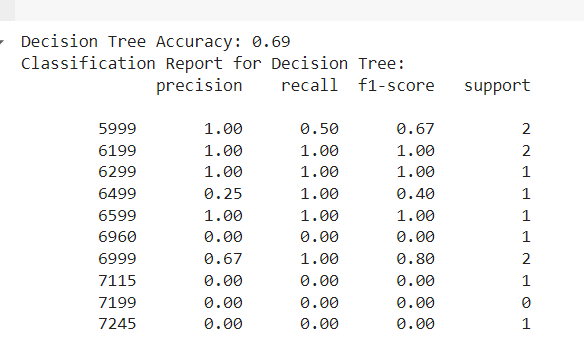 Decision Tree Accuracy: 0.69
Classification Report for Decision Tree:
precision recall f1-score support
5999 1.00 0.50 0.67 2
6199 1.00 1.00 1.00 2
6299 1.00 1.00 1.00 1
6499 0.25 1.00 0.40 1
6599 1.00 1.00 1.00 1
6960 0.00 0.00 0.00 1
6999 0.67 1.00 0.80 2
7115 0.00 0.00 0.00 1
7199 0.00 0.00 0.00 0
7245 0.00 0.00 0.00 1